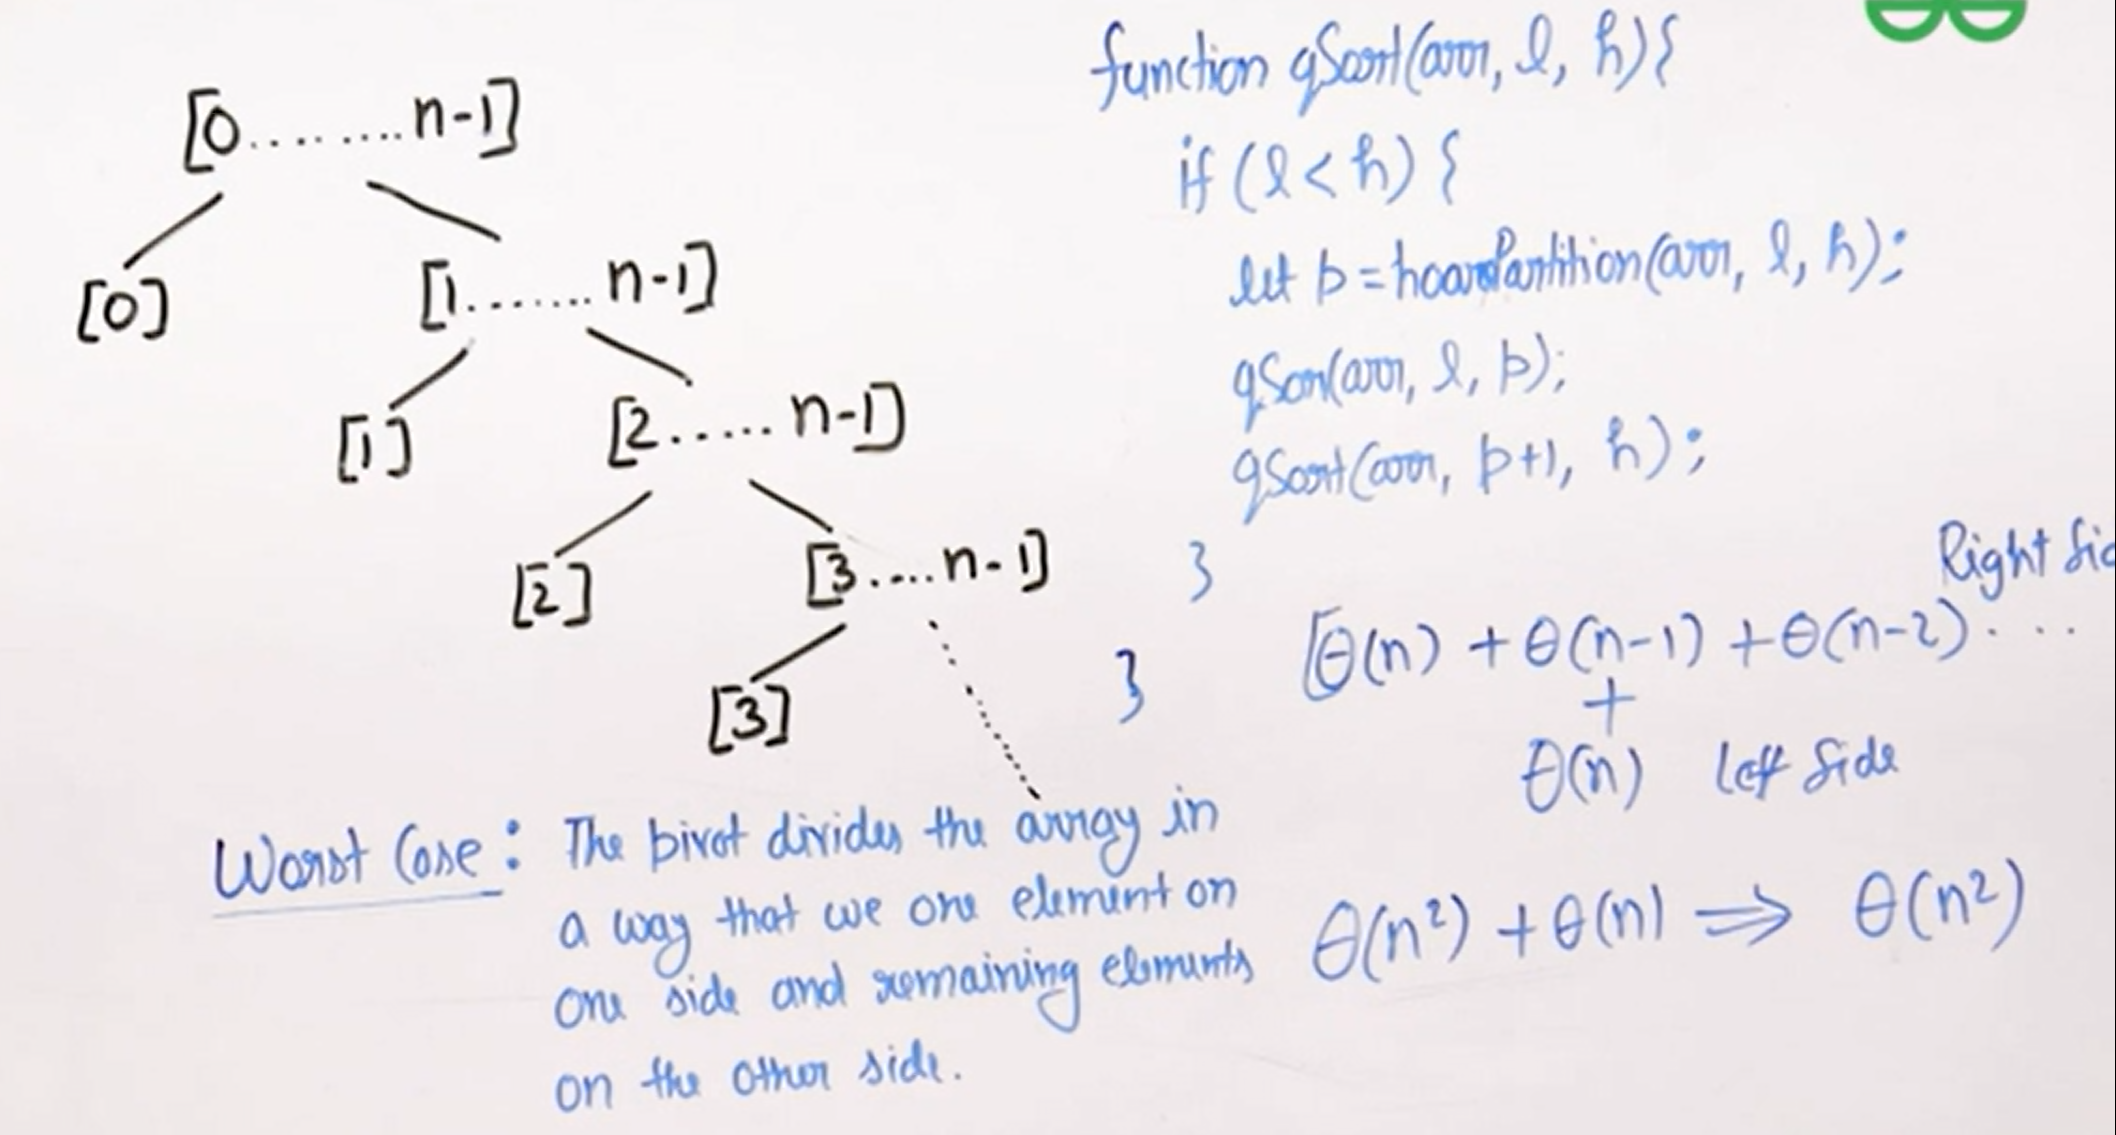 [0.........n-1]
[0]
[1.......n-1]
[1]
[2......n-1]
[2]
[3....n-1]
[3]
function qSort(arr, l, h){
if (l<h) {
let p=hoarePartition(arr, l, h);
qSort(arr, l, p);
qSort(arr, p+1, h);
}
}
Right Sid
[θ(n) + θ(n-1) + θ(n-2)....
+
θ(n) Left Side
θ(n²) + θ(n) ⇒ θ(n²)
Worst Case: The pivot divides the array in
a way that we one element on
one side and remaining elements
on the other side.